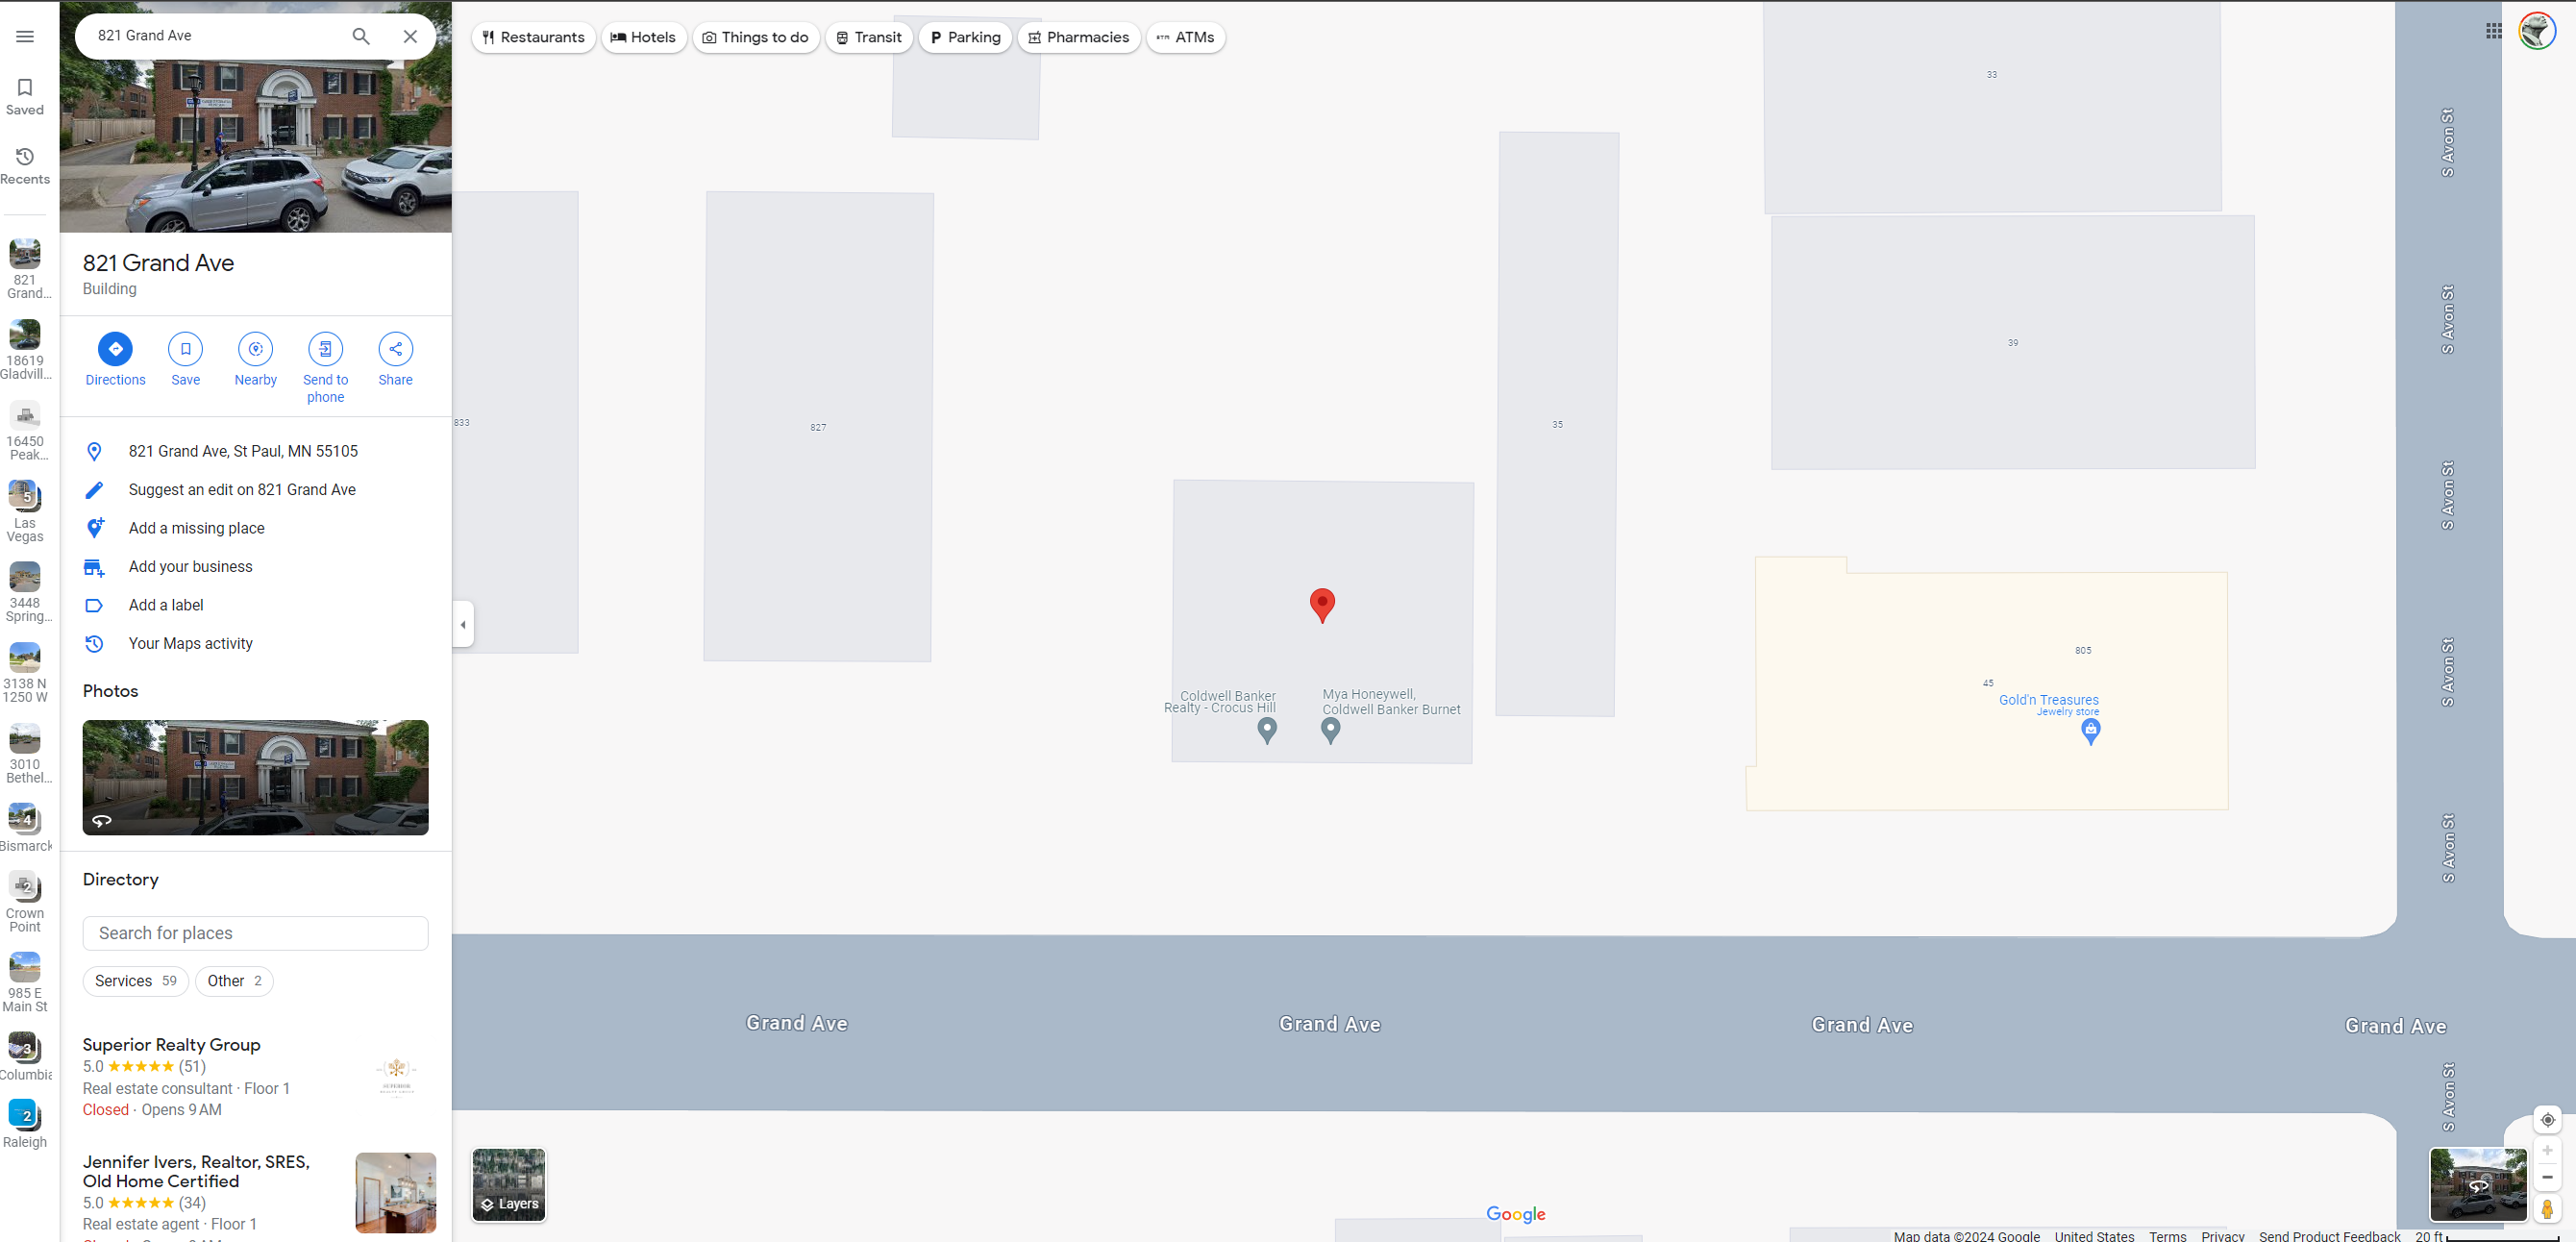 Saved
Recents
821
Grand...
18619
Gladvill...
16450
Peak...
5
Las
Vegas
3448
Spring...
3138 N
1250 W
3010
Bethel...
4
Bismarck
2
Crown
Point
985 E
Main St
3
Columbia
2
Raleigh
821 Grand Ave
821 Grand Ave
Building
Directions
Save
Nearby
Send to
phone
Share
821 Grand Ave, St Paul, MN 55105
Suggest an edit on 821 Grand Ave
Add a missing place
Add your business
Add a label
Your Maps activity
Photos
Directory
Search for places
Services 59
Other 2
Superior Realty Group
5.0 ★★★★★ (51)
Real estate consultant · Floor 1
Closed · Opens 9 AM
SUPERIOR
Jennifer Ivers, Realtor, SRES,
Old Home Certified
5.0 ★★★★★ (34)
Real estate agent · Floor 1
Restaurants
Hotels
Things to do
Transit
P Parking
Pharmacies
ATM ATMs
33
39
833
827
35
Coldwell Banker
Realty - Crocus Hill
Mya Honeywell,
Coldwell Banker Burnet
805
45
Gold'n Treasures
Jewelry store
S Avon St
S Avon St
S Avon St
S Avon St
S Avon St
S Avon St
Grand Ave
Grand Ave
Grand Ave
Grand Ave
Layers
Google
Map data ©2024 Google
United States
Terms
Privacy
Send Product Feedback
20 ft